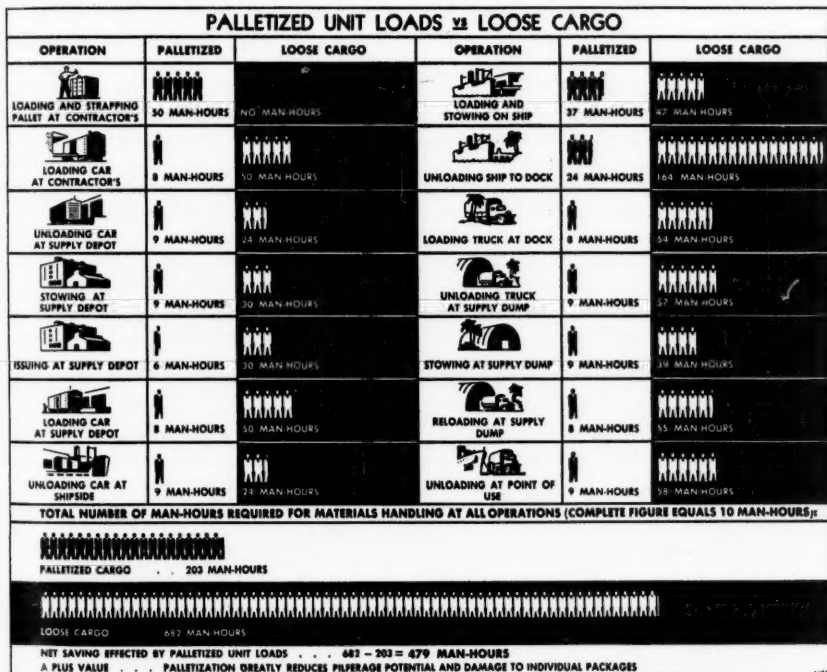 PALLETIZED UNIT LOADS vs LOOSE CARGO
OPERATION PALLETIZED LOOSE CARGO OPERATION PALLETIZED LOOSE CARGO
LOADING AND STRAPPING
PALLET AT CONTRACTOR'S
50 MAN-HOURS
NO MAN-HOURS
LOADING AND
STOWING ON SHIP
37 MAN-HOURS
47 MAN-HOURS
LOADING CAR
AT CONTRACTOR'S
8 MAN-HOURS
50 MAN-HOURS
UNLOADING SHIP TO DOCK
24 MAN-HOURS
164 MAN-HOURS
UNLOADING CAR
AT SUPPLY DEPOT
9 MAN-HOURS
24 MAN-HOURS
LOADING TRUCK AT DOCK
8 MAN-HOURS
54 MAN-HOURS
STOWING AT
SUPPLY DEPOT
9 MAN-HOURS
30 MAN-HOURS
UNLOADING TRUCK
AT SUPPLY DUMP
9 MAN-HOURS
57 MAN-HOURS
ISSUING AT SUPPLY DEPOT
6 MAN-HOURS
30 MAN-HOURS
STOWING AT SUPPLY DUMP
9 MAN-HOURS
39 MAN-HOURS
LOADING CAR
AT SUPPLY DEPOT
8 MAN-HOURS
50 MAN-HOURS
RELOADING AT SUPPLY
DUMP
8 MAN-HOURS
55 MAN-HOURS
UNLOADING CAR AT
SHIPSIDE
9 MAN-HOURS
24 MAN-HOURS
UNLOADING AT POINT OF
USE
9 MAN-HOURS
58 MAN-HOURS
TOTAL NUMBER OF MAN-HOURS REQUIRED FOR MATERIALS HANDLING AT ALL OPERATIONS (COMPLETE FIGURE EQUALS 10 MAN-HOURS):
PALLETIZED CARGO . . 203 MAN-HOURS
LOOSE CARGO 682 MAN-HOURS
NET SAVING EFFECTED BY PALLETIZED UNIT LOADS . . . 682 – 203 = 479 MAN-HOURS
A PLUS VALUE . . . PALLETIZATION GREATLY REDUCES PILFERAGE POTENTIAL AND DAMAGE TO INDIVIDUAL PACKAGES